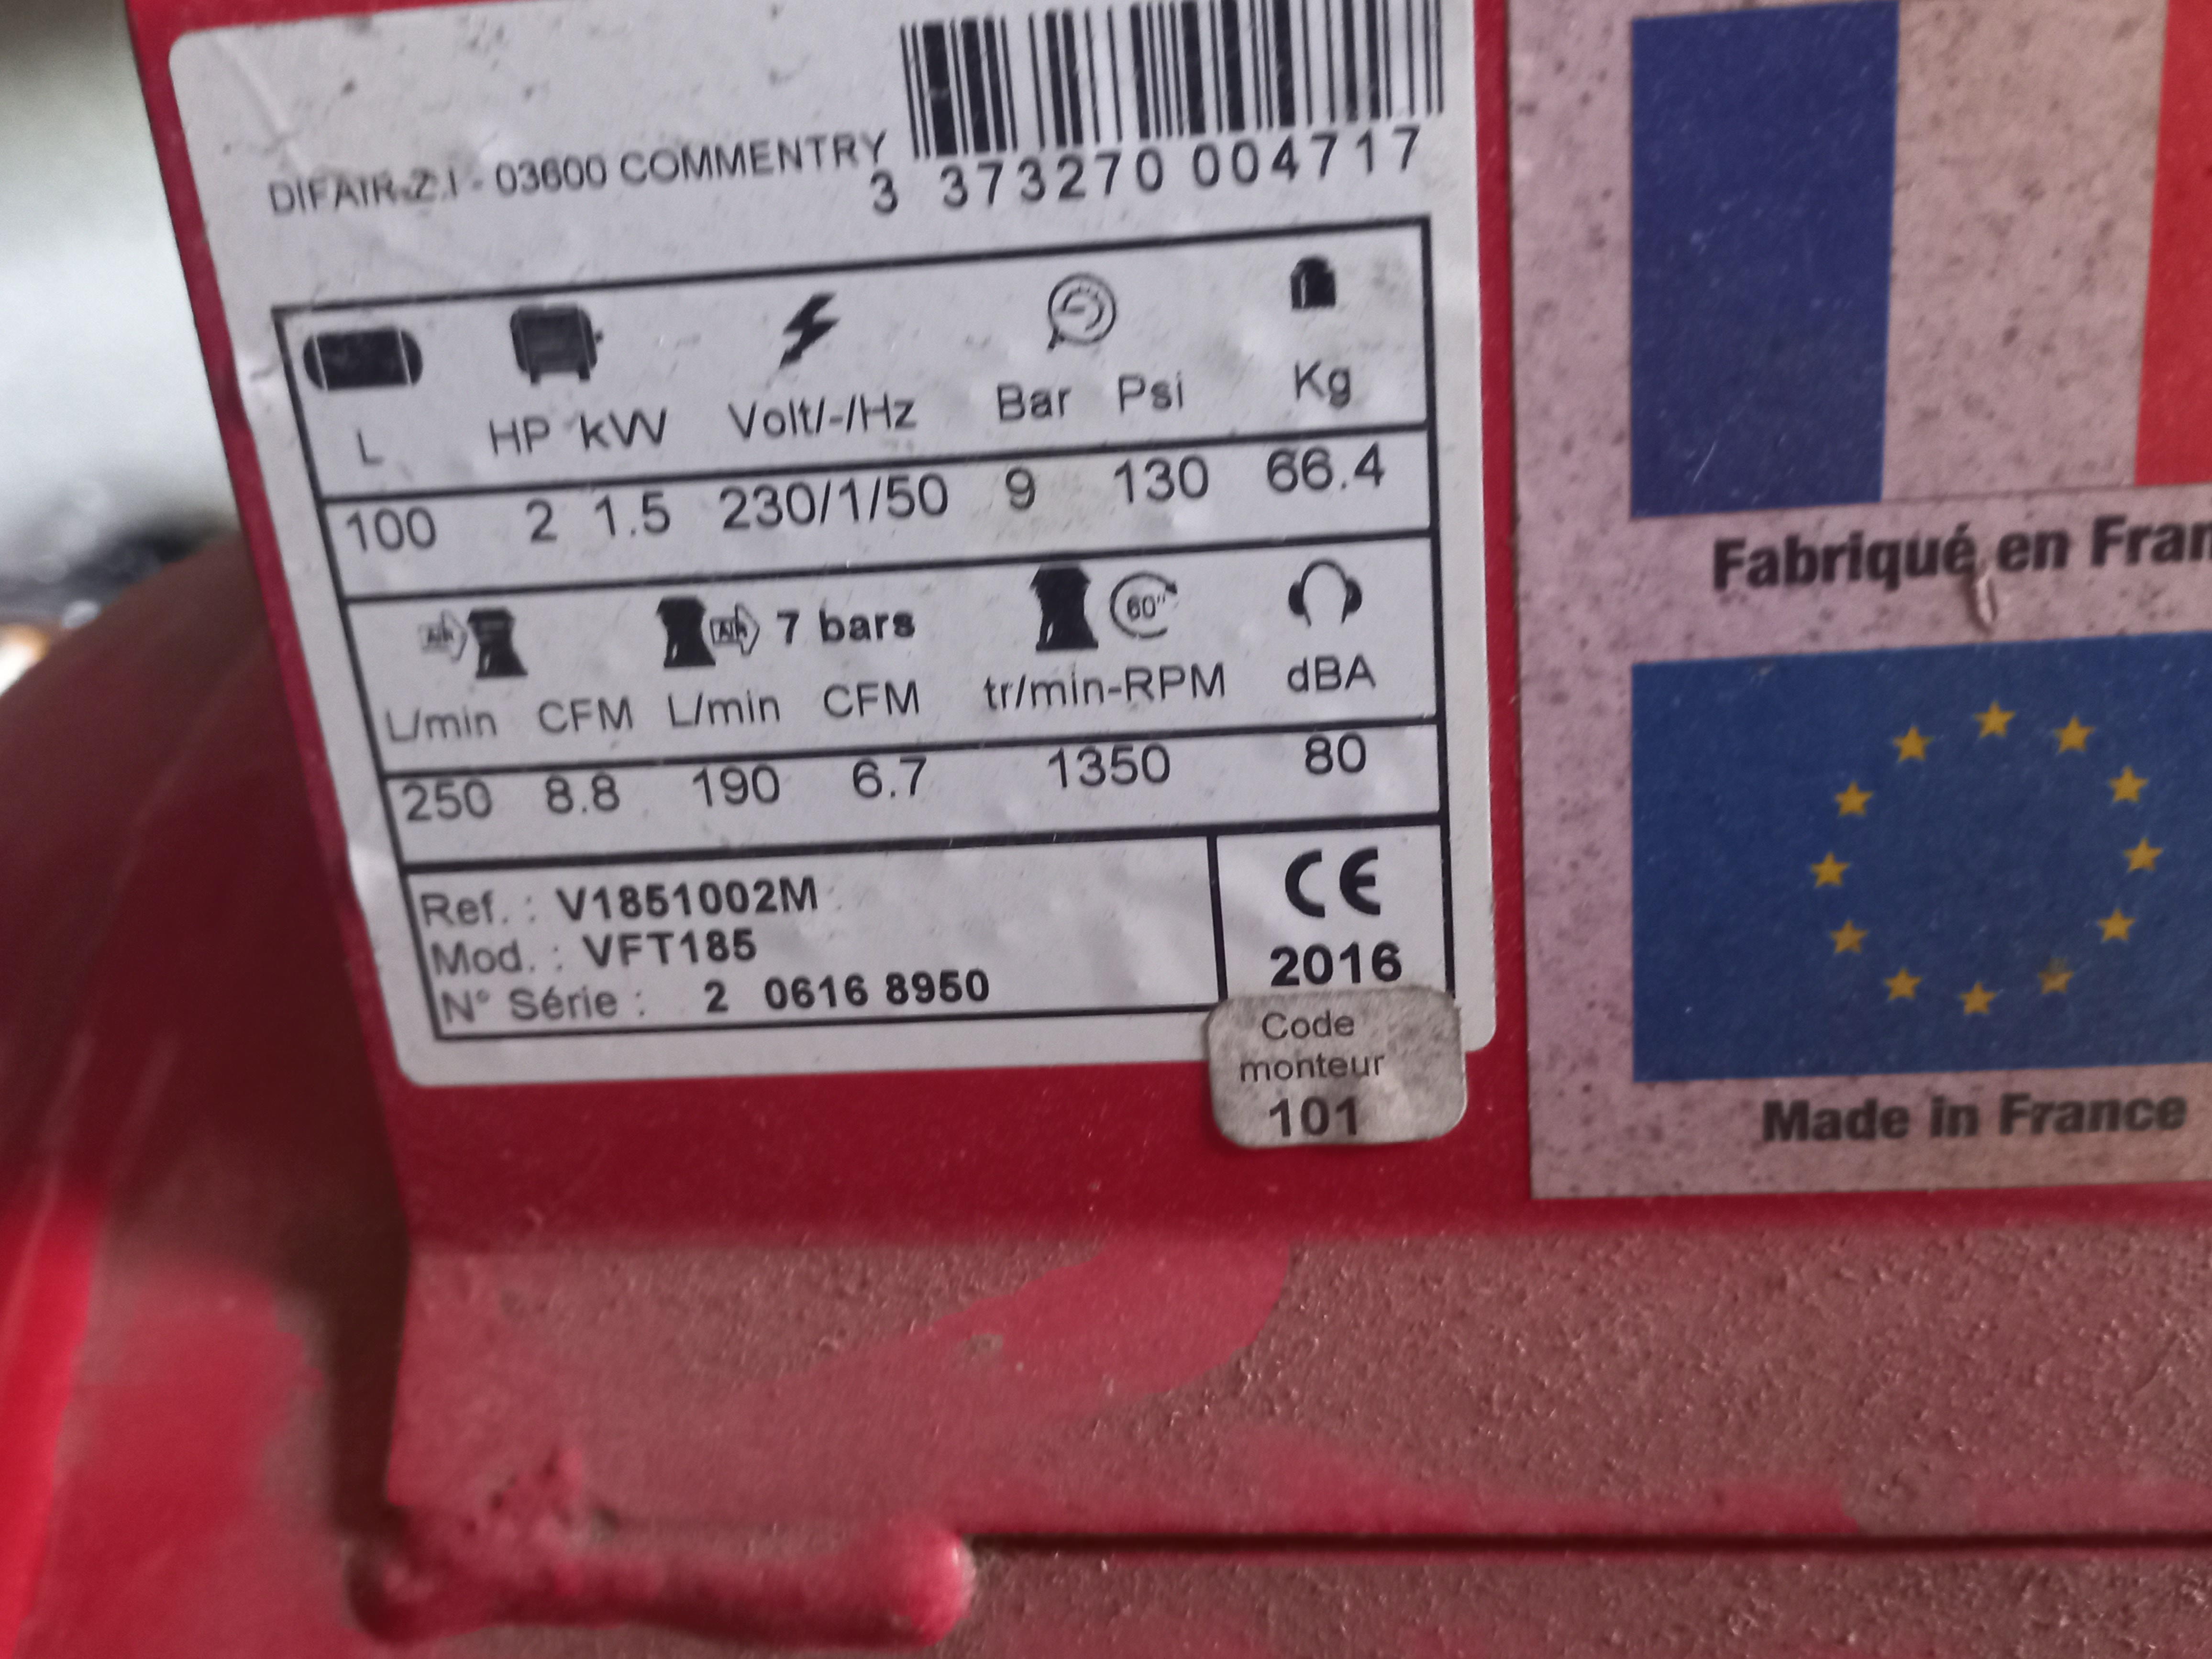 DIFAIR Z.I - 03600 COMMENTRY
3 373270 004717
L HP kW Volt/-/Hz Bar Psi Kg
100 2 1.5 230/1/50 9 130 66.4
Air Air 7 bars 60"
L/min CFM L/min CFM tr/min-RPM dBA
250 8.8 190 6.7 1350 80
Ref. : V1851002M
Mod. : VFT185
N° Série : 2 0616 8950
CE
2016
Code
monteur
101
Fabriqué en Fran
Made in France